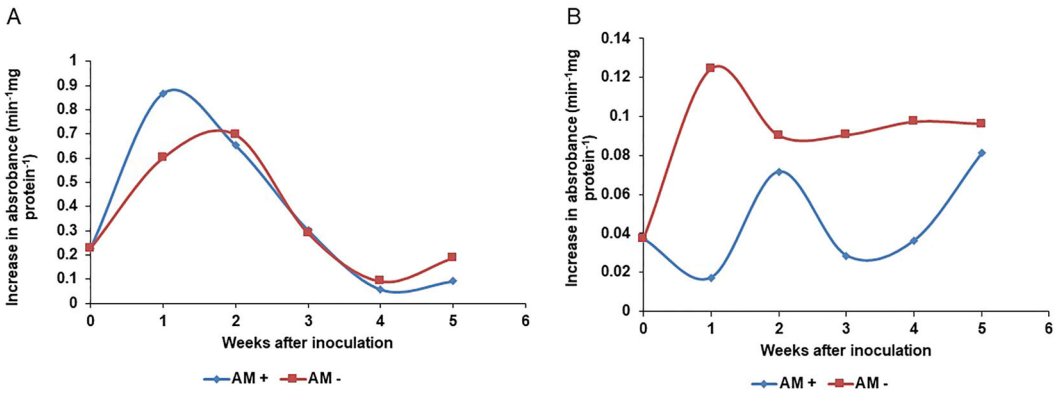 A
Increase in absrobance (min-1mg
protein-1)
1
0.9
0.8
0.7
0.6
0.5
0.4
0.3
0.2
0.1
0
0 1 2 3 4 5 6
Weeks after inoculation
AM + AM -
B
Increase in absrobance (min-1mg
protein-1)
0.14
0.12
0.1
0.08
0.06
0.04
0.02
0
0 1 2 3 4 5 6
Weeks after inoculation
AM + AM -